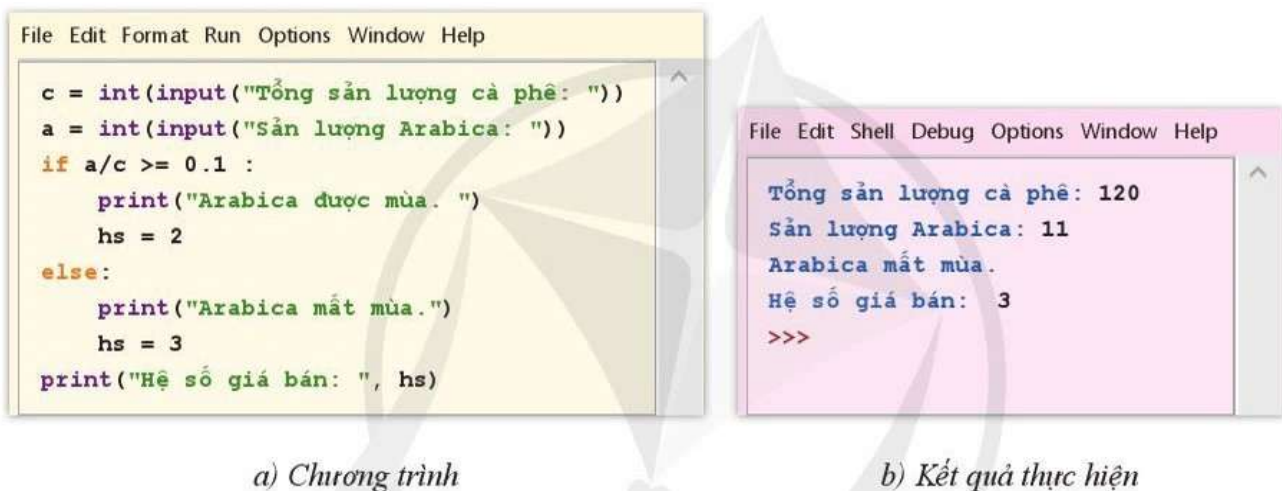 File Edit Format Run Options Window Help
c = int(input("Tổng sản lượng cà phê: "))
a = int(input("Sản lượng Arabica: "))
if a/c >= 0.1 :
    print("Arabica được mùa. ")
    hs = 2
else:
    print("Arabica mất mùa.")
    hs = 3
print("Hệ số giá bán: ", hs)
File Edit Shell Debug Options Window Help
Tổng sản lượng cà phê: 120
Sản lượng Arabica: 11
Arabica mất mùa.
Hệ số giá bán:  3
>>>
a) Chương trình
b) Kết quả thực hiện